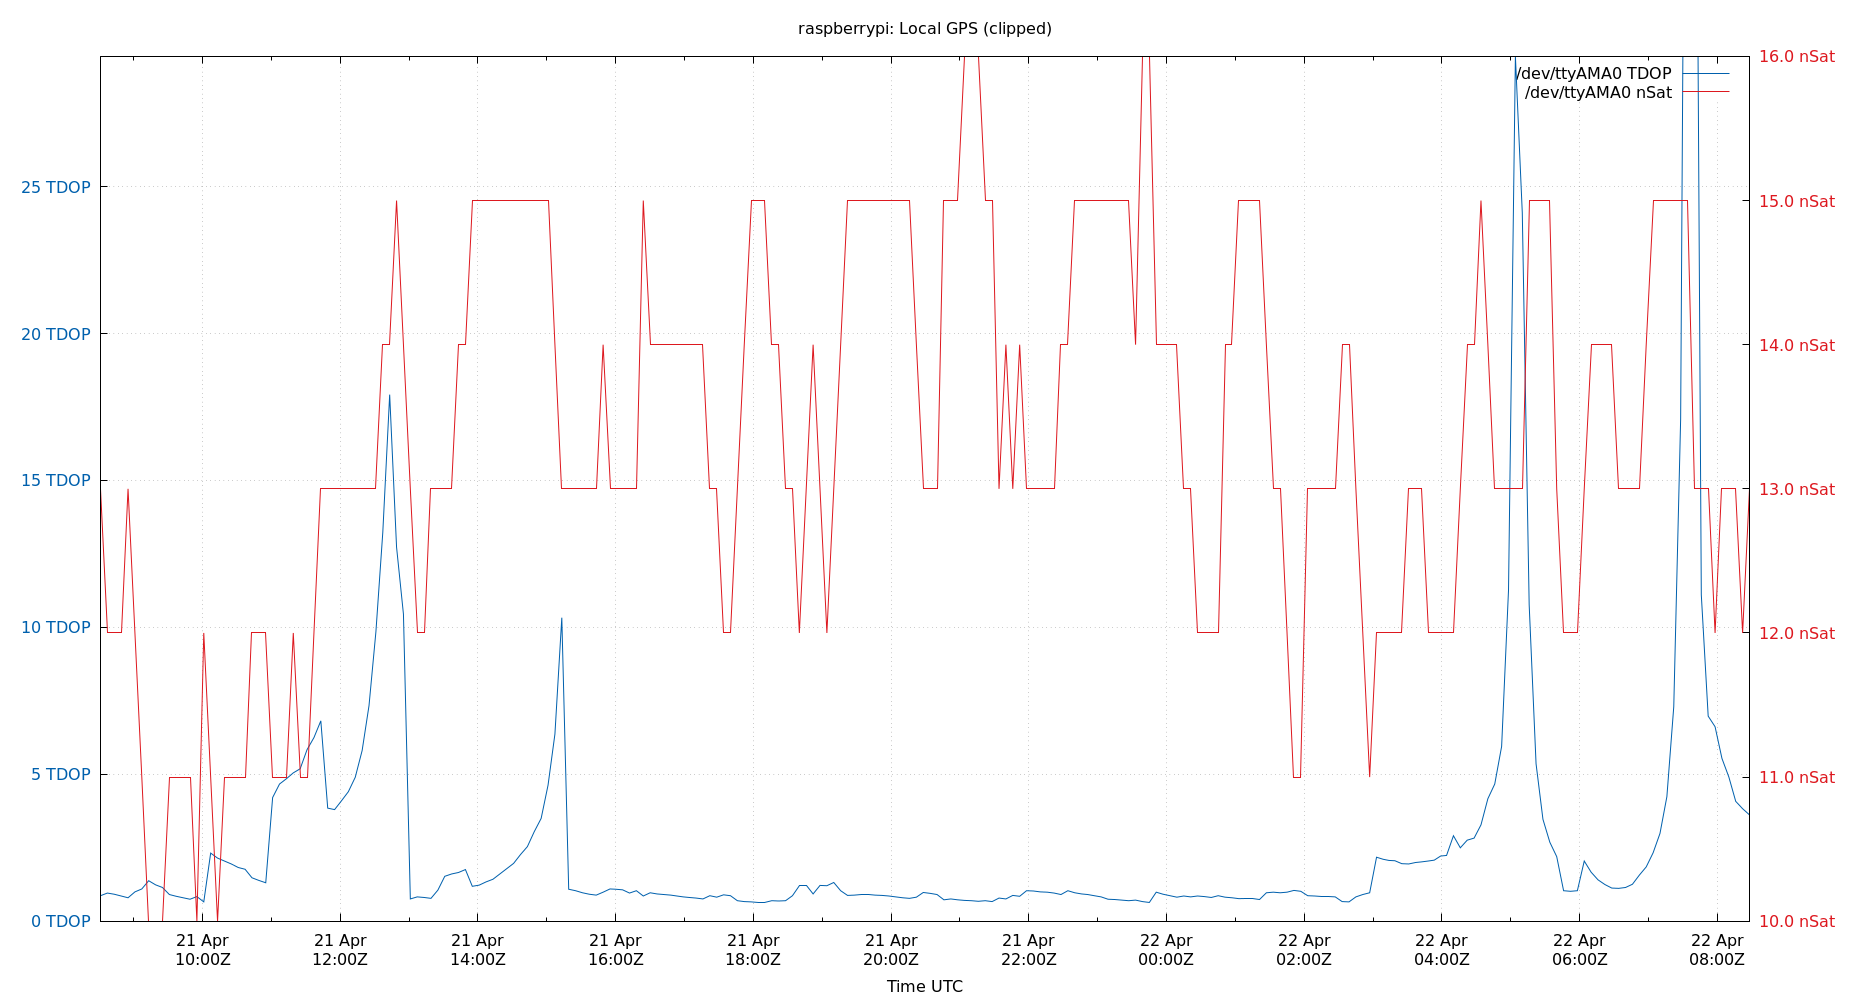 raspberrypi: Local GPS (clipped)
16.0 nSat
/dev/ttyAMA0 TDOP
/dev/ttyAMA0 nSat
25 TDOP
15.0 nSat
20 TDOP
14.0 nSat
15 TDOP
13.0 nSat
10 TDOP
12.0 nSat
5 TDOP
11.0 nSat
0 TDOP
10.0 nSat
21 Apr 21 Apr 21 Apr 21 Apr 21 Apr 21 Apr 21 Apr 22 Apr 22 Apr 22 Apr 22 Apr 22 Apr
10:00Z 12:00Z 14:00Z 16:00Z 18:00Z 20:00Z 22:00Z 00:00Z 02:00Z 04:00Z 06:00Z 08:00Z
Time UTC